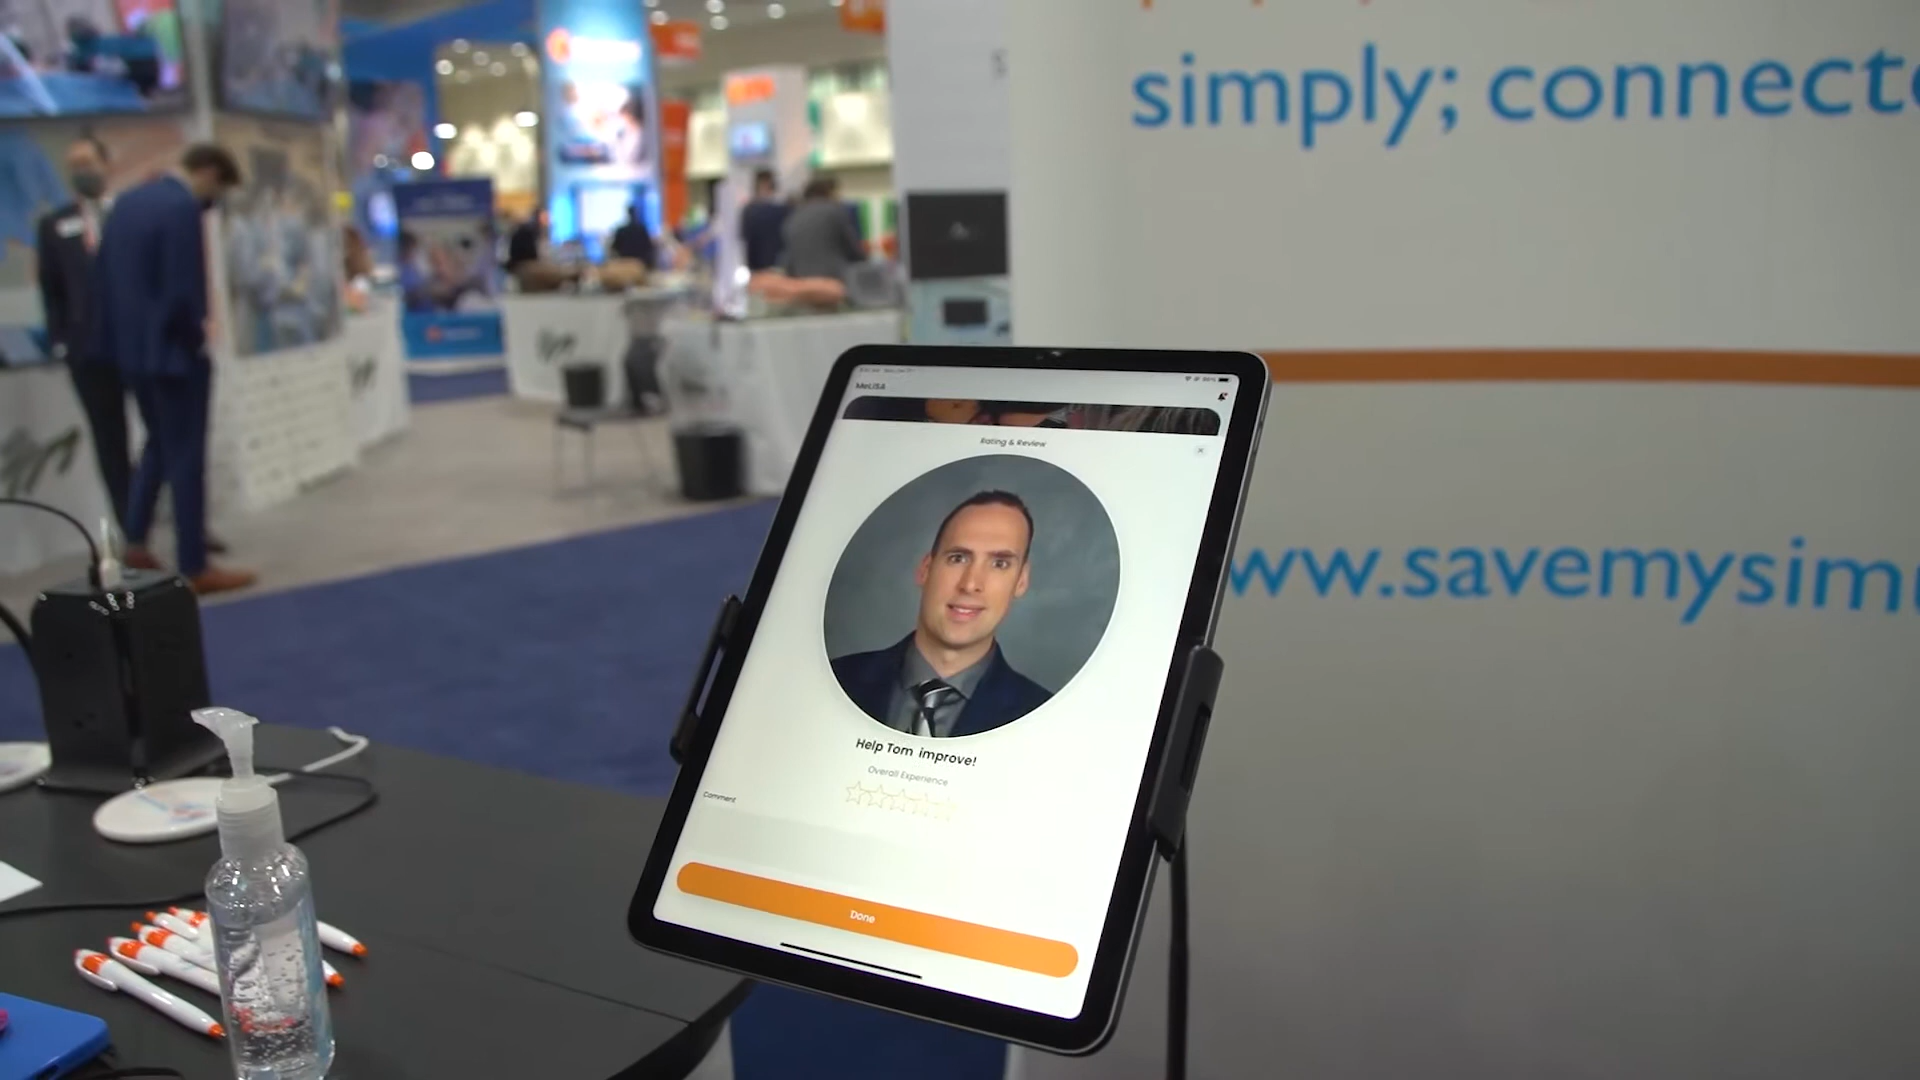 simply; connecte
www.savemysim
MeLiSA
Rating & Review
Help Tom improve!
Overall Experience
Comment
Done